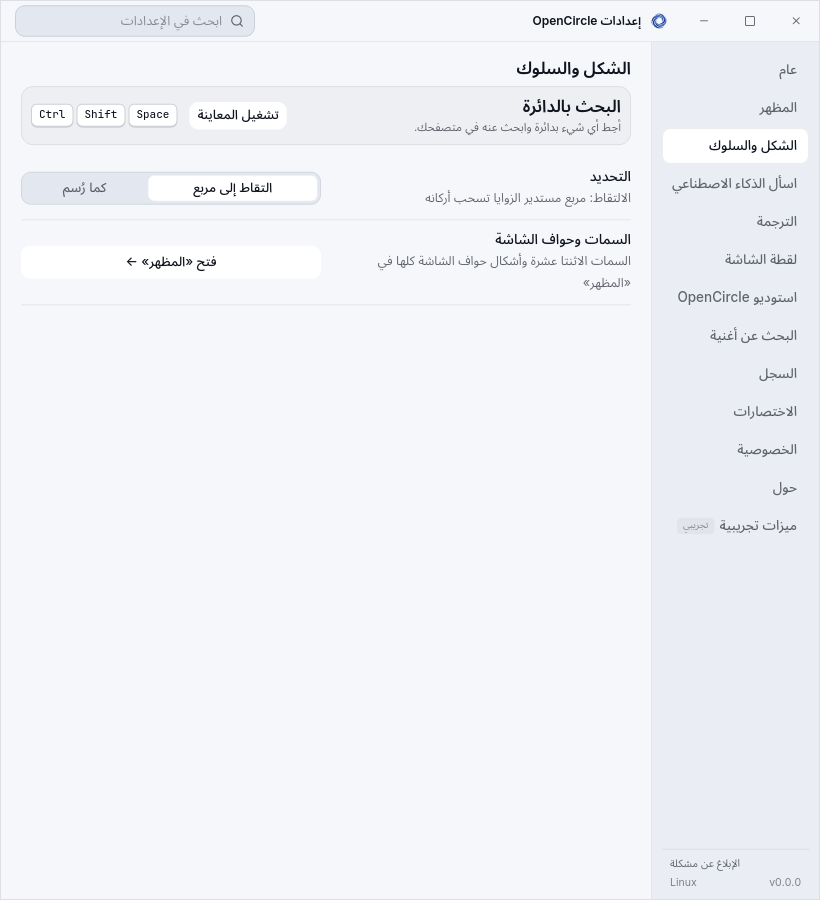 إعدادات OpenCircle
ابحث في الإعدادات
عام
المظهر
الشكل والسلوك
اسأل الذكاء الاصطناعي
الترجمة
لقطة الشاشة
استوديو OpenCircle
البحث عن أغنية
السجل
الاختصارات
الخصوصية
حول
ميزات تجريبية تجريبي
الإبلاغ عن مشكلة
v0.0.0 Linux
الشكل والسلوك
البحث بالدائرة
أحِط أي شيء بدائرة وابحث عنه في متصفحك.
تشغيل المعاينة
Ctrl Shift Space
التحديد
الالتقاط: مربع مستدير الزوايا تسحب أركانه
التقاط إلى مربع
كما رُسم
السمات وحواف الشاشة
السمات الاثنتا عشرة وأشكال حواف الشاشة كلها في
«المظهر»
فتح «المظهر» ←